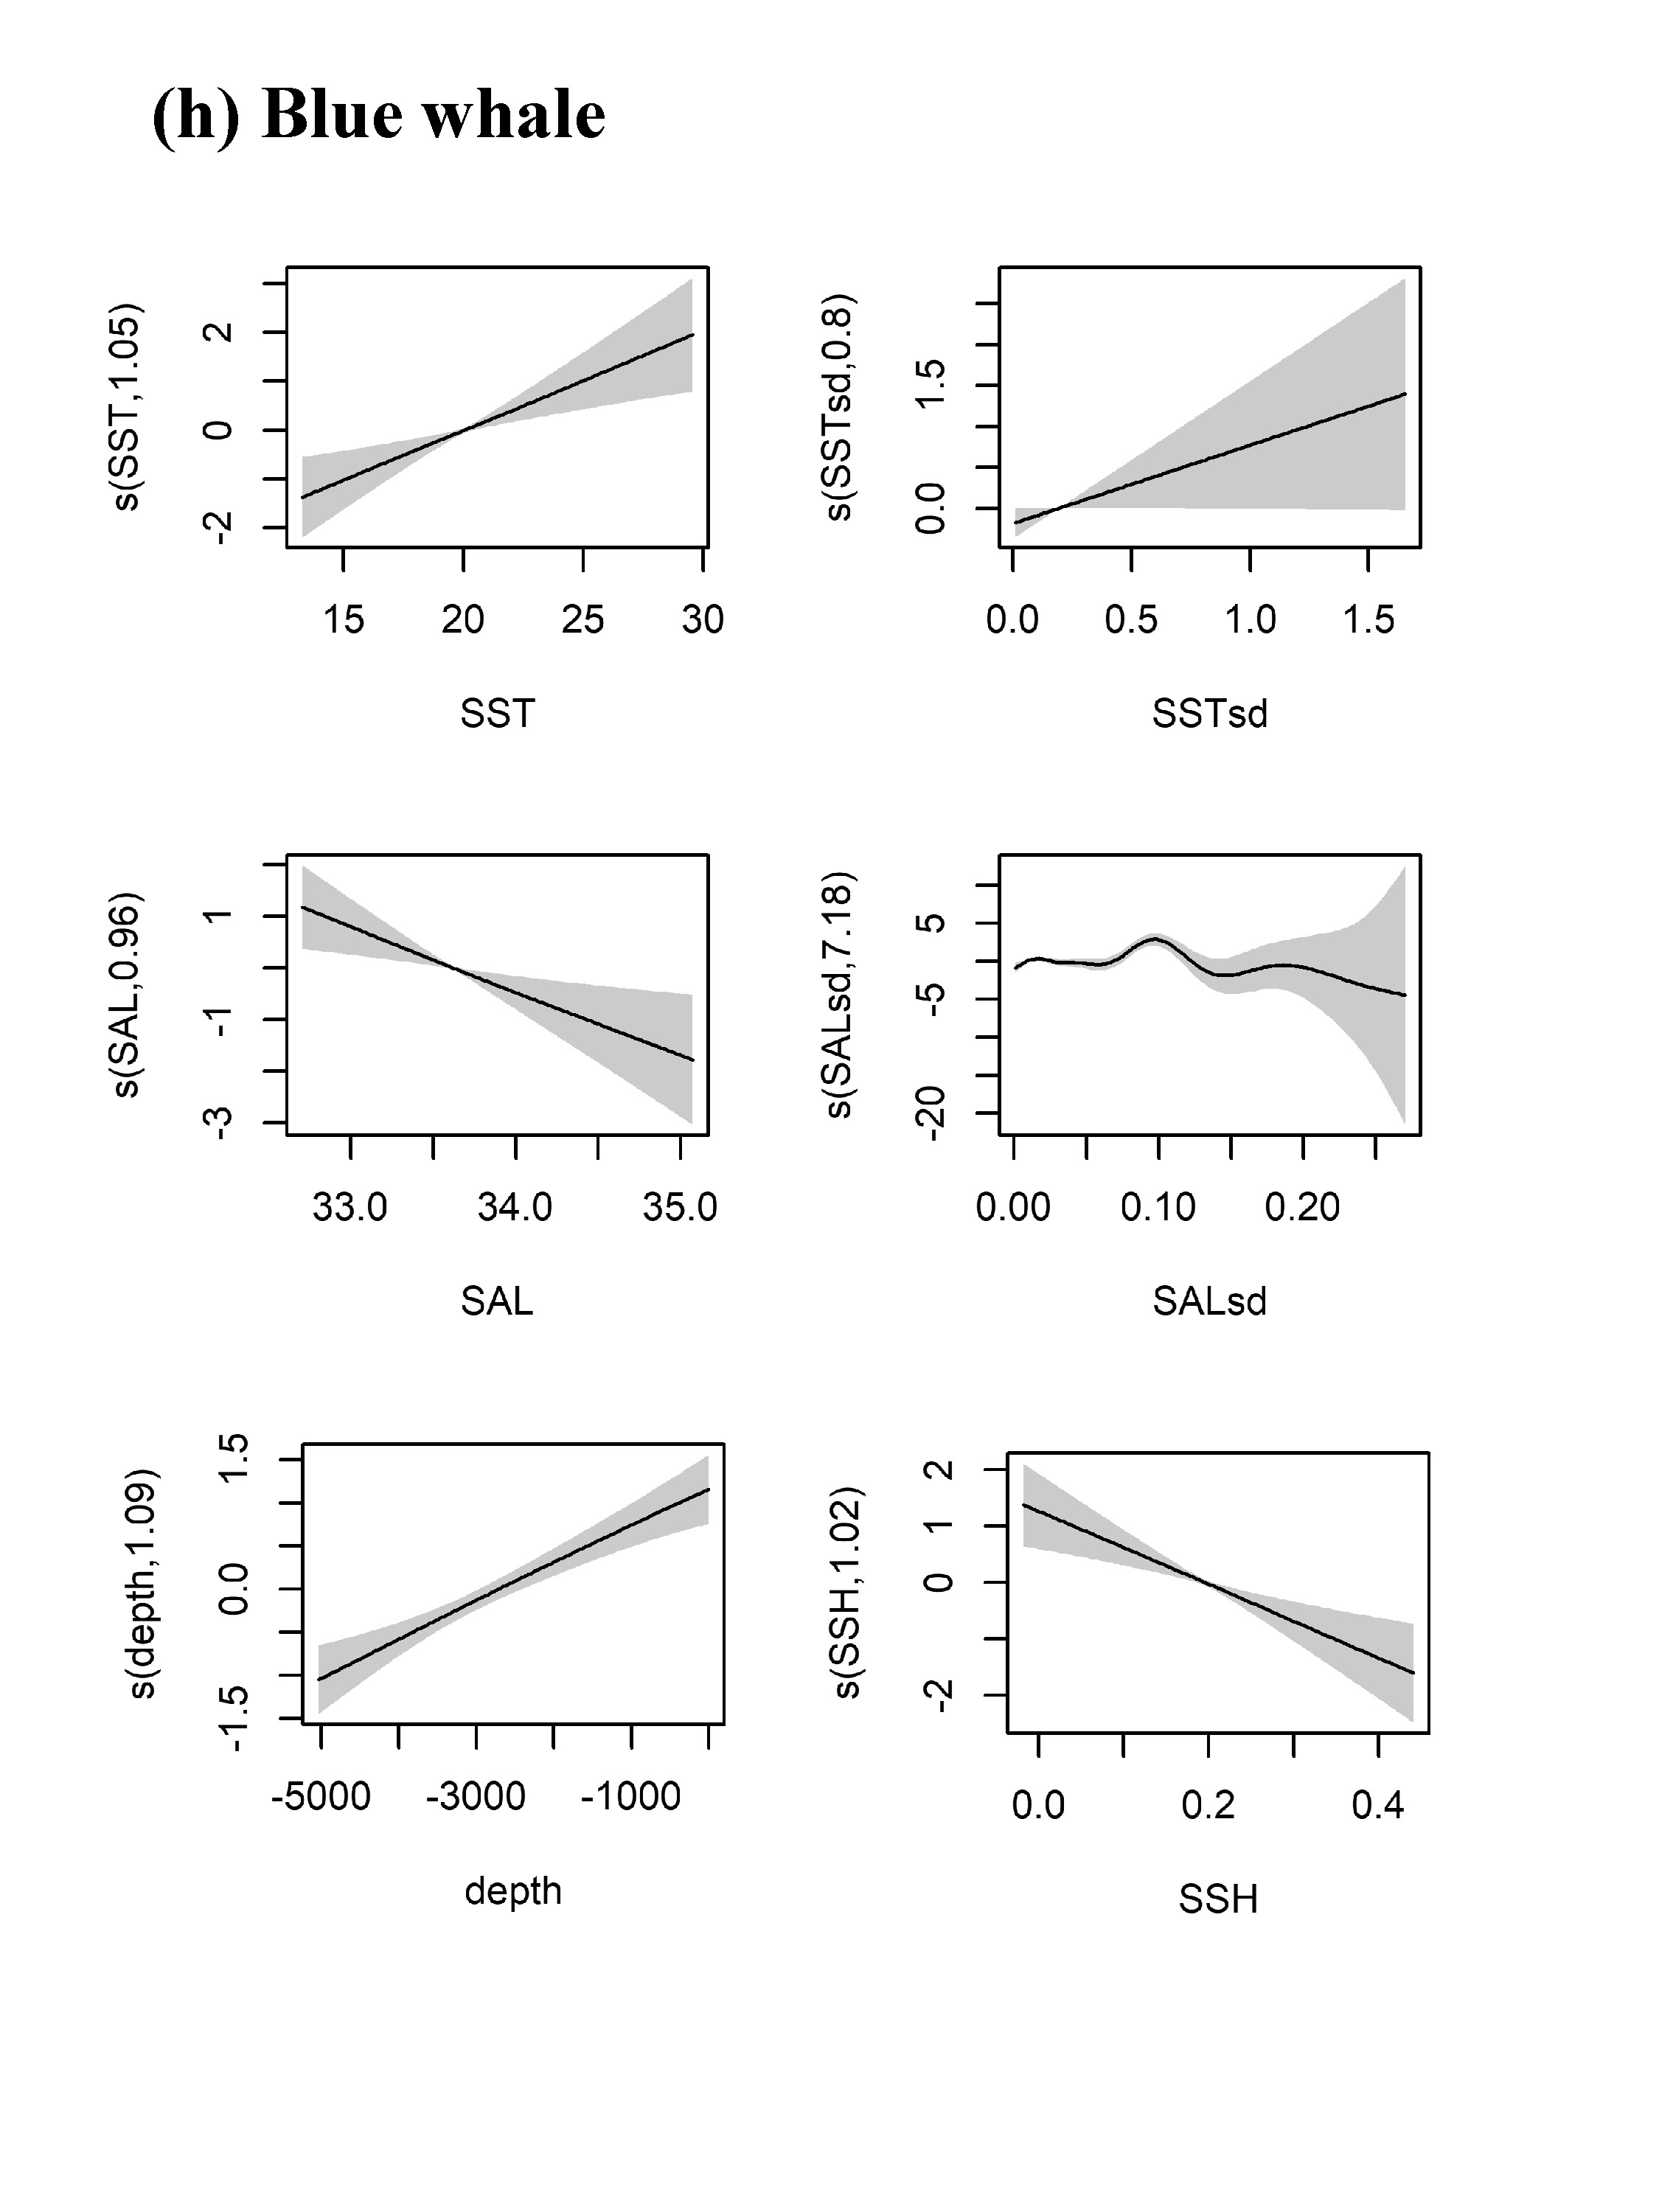 (h) Blue whale
s(SST,1.05)
2
0
-2
15 20 25 30
SST
s(SSTsd,0.8)
1.5
0.0
0.0 0.5 1.0 1.5
SSTsd
s(SAL,0.96)
1
-1
-3
33.0 34.0 35.0
SAL
s(SALsd,7.18)
5
-5
-20
0.00 0.10 0.20
SALsd
s(depth,1.09)
1.5
0.0
-1.5
-5000 -3000 -1000
depth
s(SSH,1.02)
2
1
0
-2
0.0 0.2 0.4
SSH